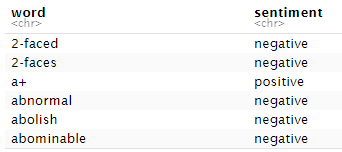 word sentiment
<chr> <chr>
2-faced negative
2-faces negative
a+ positive
abnormal negative
abolish negative
abominable negative